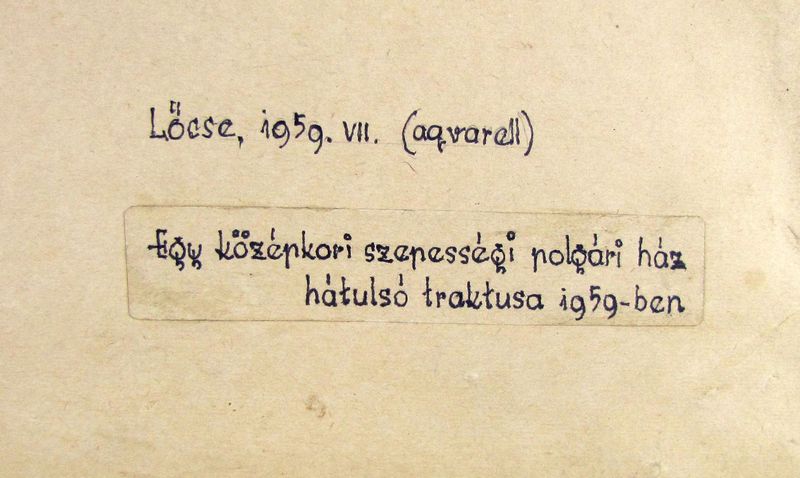 Lőcse, 1959. VII. (aqvarell)
Egy középkori szepességi polgári ház
hátulsó traktusa 1959-ben